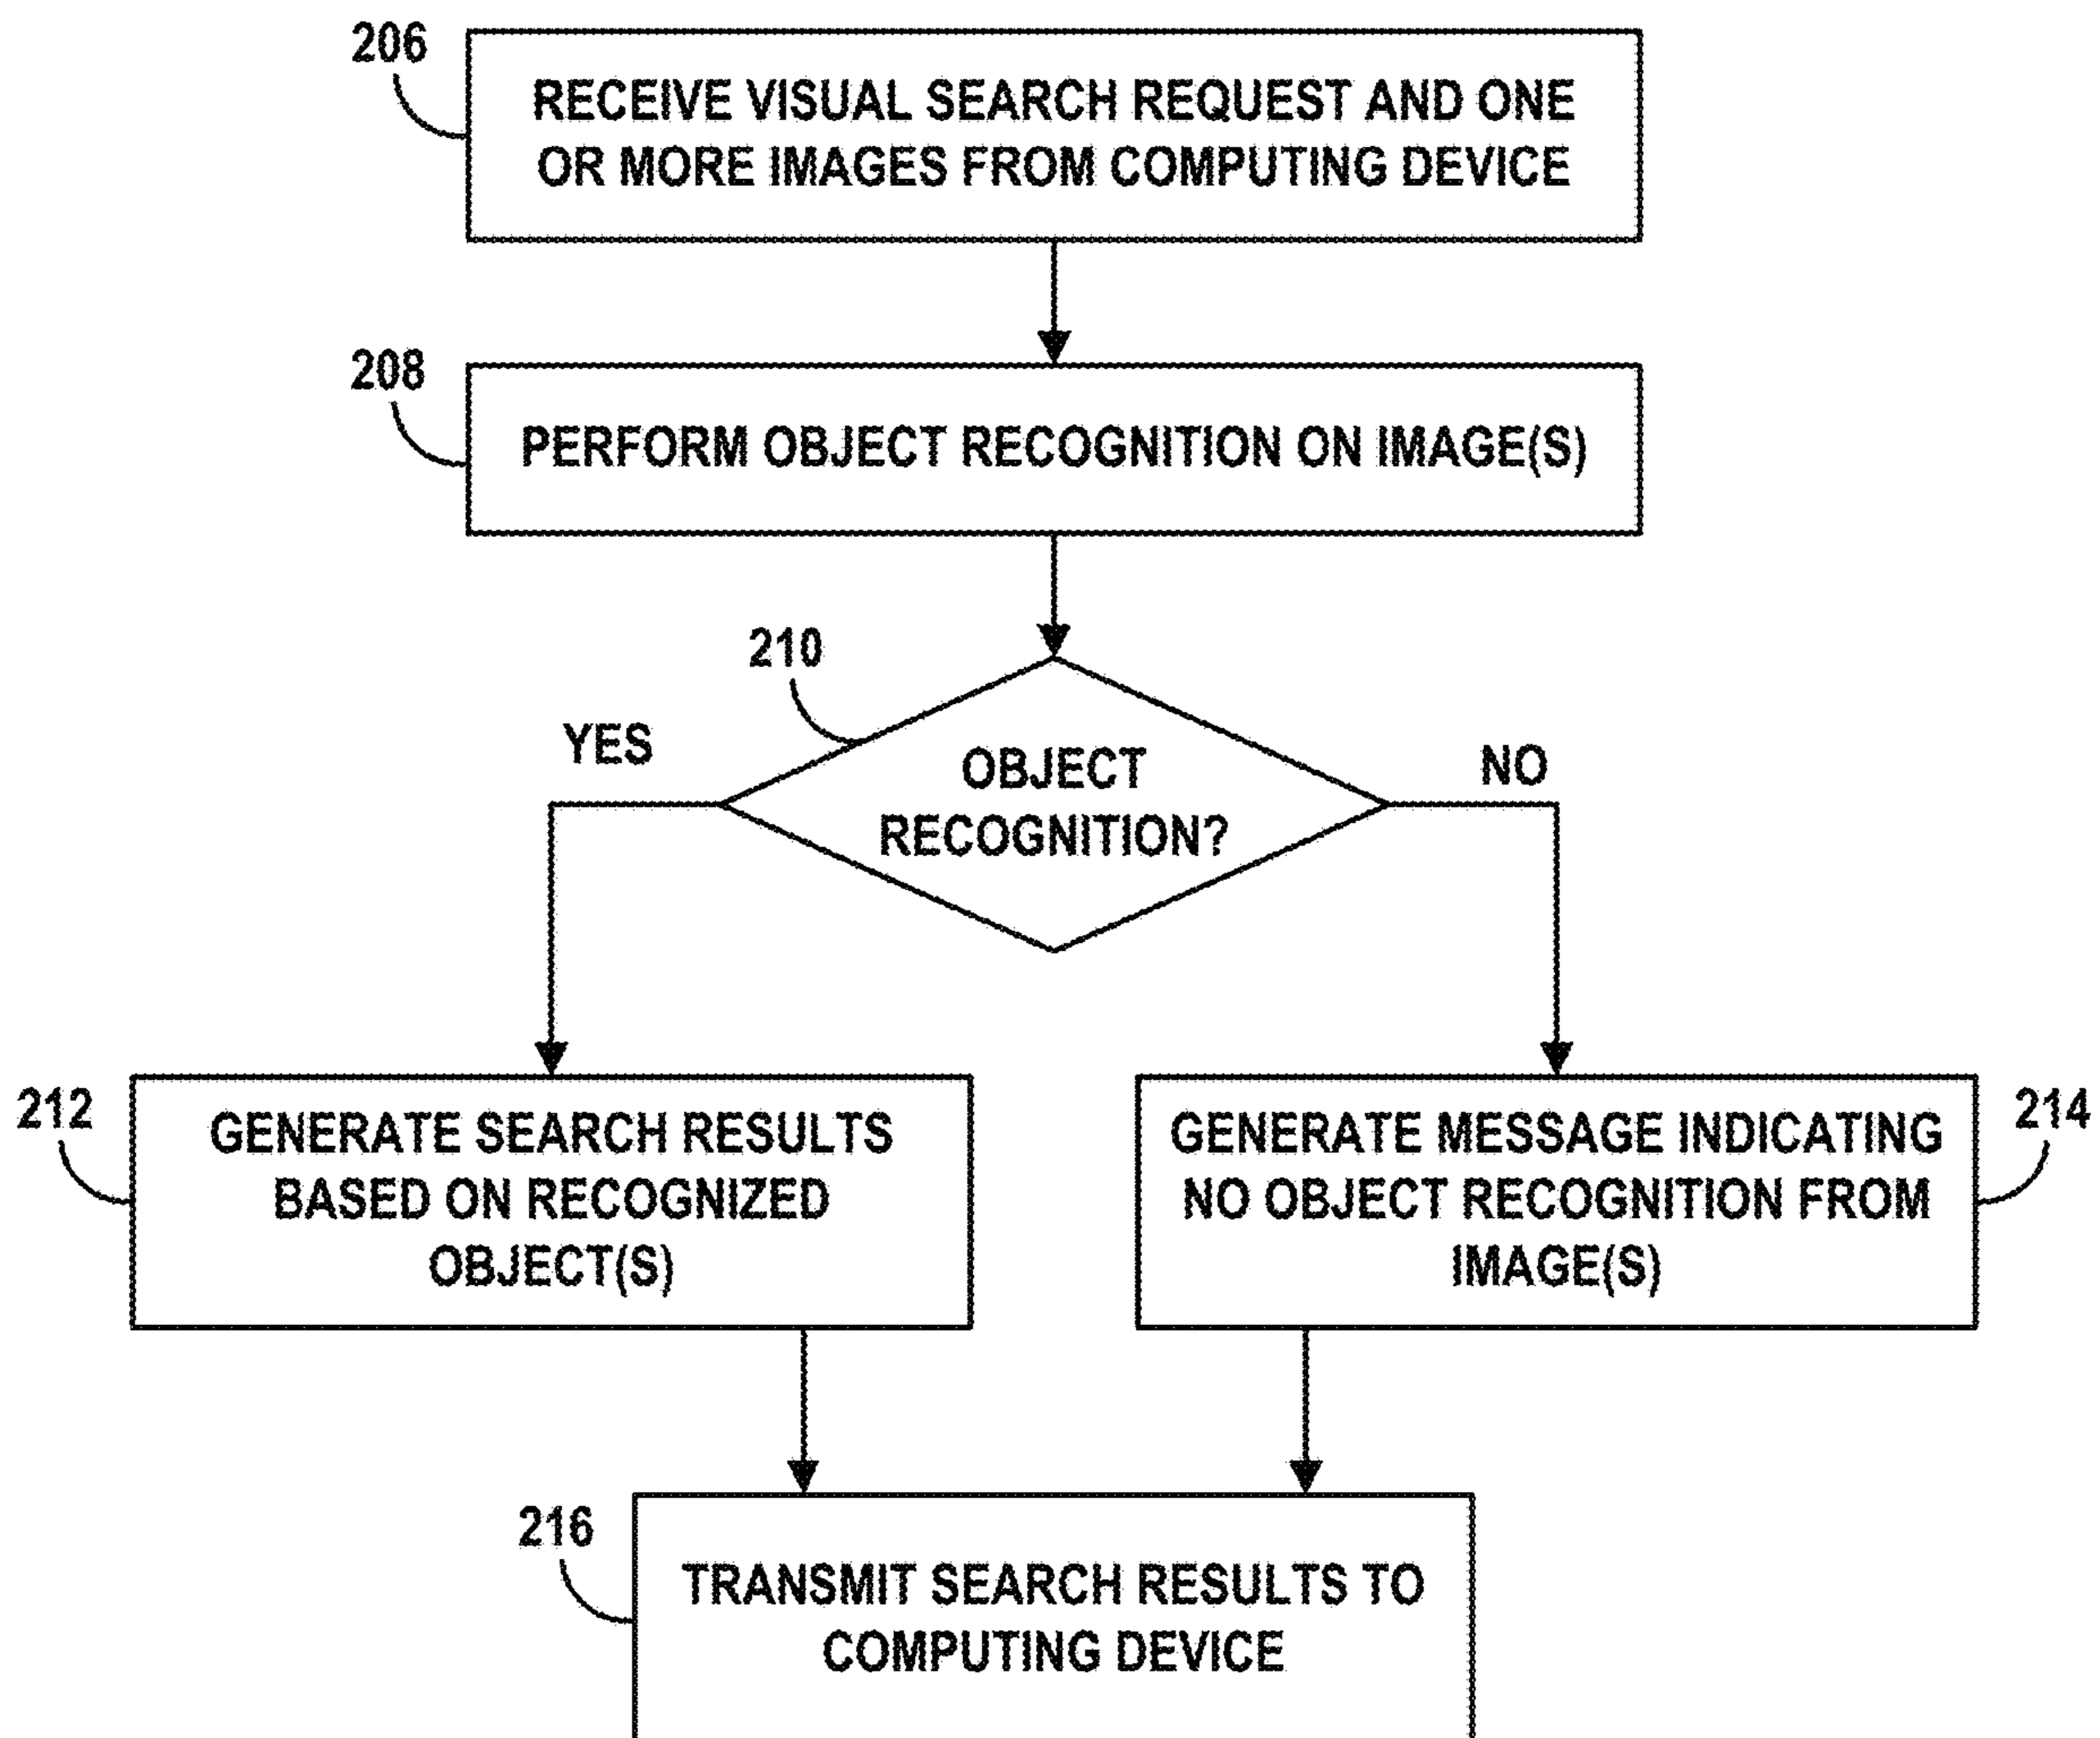 206
RECEIVE VISUAL SEARCH REQUEST AND ONE
OR MORE IMAGES FROM COMPUTING DEVICE
208
PERFORM OBJECT RECOGNITION ON IMAGE(S)
210
YES
OBJECT
RECOGNITION?
NO
212
GENERATE SEARCH RESULTS
BASED ON RECOGNIZED
OBJECT(S)
GENERATE MESSAGE INDICATING
NO OBJECT RECOGNITION FROM
IMAGE(S)
214
216
TRANSMIT SEARCH RESULTS TO
COMPUTING DEVICE